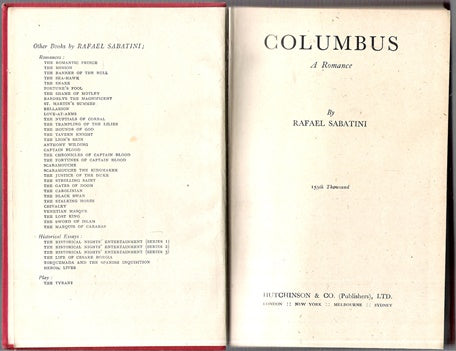 Other Books by RAFAEL SABATINI;
Romances:
THE ROMANTIC PRINCE
THE MINION
THE BANNER OF THE BULL
THE SEA-HAWK
THE SNARE
FORTUNE'S FOOL
THE SHAME OF MOTLEY
BARDELYS THE MAGNIFICENT
ST. MARTIN'S SUMMER
BELLARION
LOVE-AT-ARMS
THE NUPTIALS OF CORBAL
THE TRAMPLING OF THE LILIES
THE HOUNDS OF GOD
THE TAVERN KNIGHT
THE LION'S SKIN
ANTHONY WILDING
CAPTAIN BLOOD
THE CHRONICLES OF CAPTAIN BLOOD
THE FORTUNES OF CAPTAIN BLOOD
SCARAMOUCHE
SCARAMOUCHE THE KINGMAKER
THE JUSTICE OF THE DUKE
THE STROLLING SAINT
THE GATES OF DOOM
THE CAROLINIAN
THE BLACK SWAN
THE STALKING HORSE
CHIVALRY
VENETIAN MASQUE
THE LOST KING
THE SWORD OF ISLAM
THE MARQUIS OF CARABAS
Historical Essays:
THE HISTORICAL NIGHTS' ENTERTAINMENT (SERIES 1)
THE HISTORICAL NIGHTS' ENTERTAINMENT (SERIES 2)
THE HISTORICAL NIGHTS' ENTERTAINMENT (SERIES 3)
THE LIFE OF CESARE BORGIA
TORQUEMADA AND THE SPANISH INQUISITION
HEROIC LIVES
Play:
THE TYRANT
COLUMBUS
A Romance
By
RAFAEL SABATINI
Thousand
HUTCHINSON & CO. (Publishers), LTD.
LONDON :: NEW YORK :: MELBOURNE :: SYDNEY